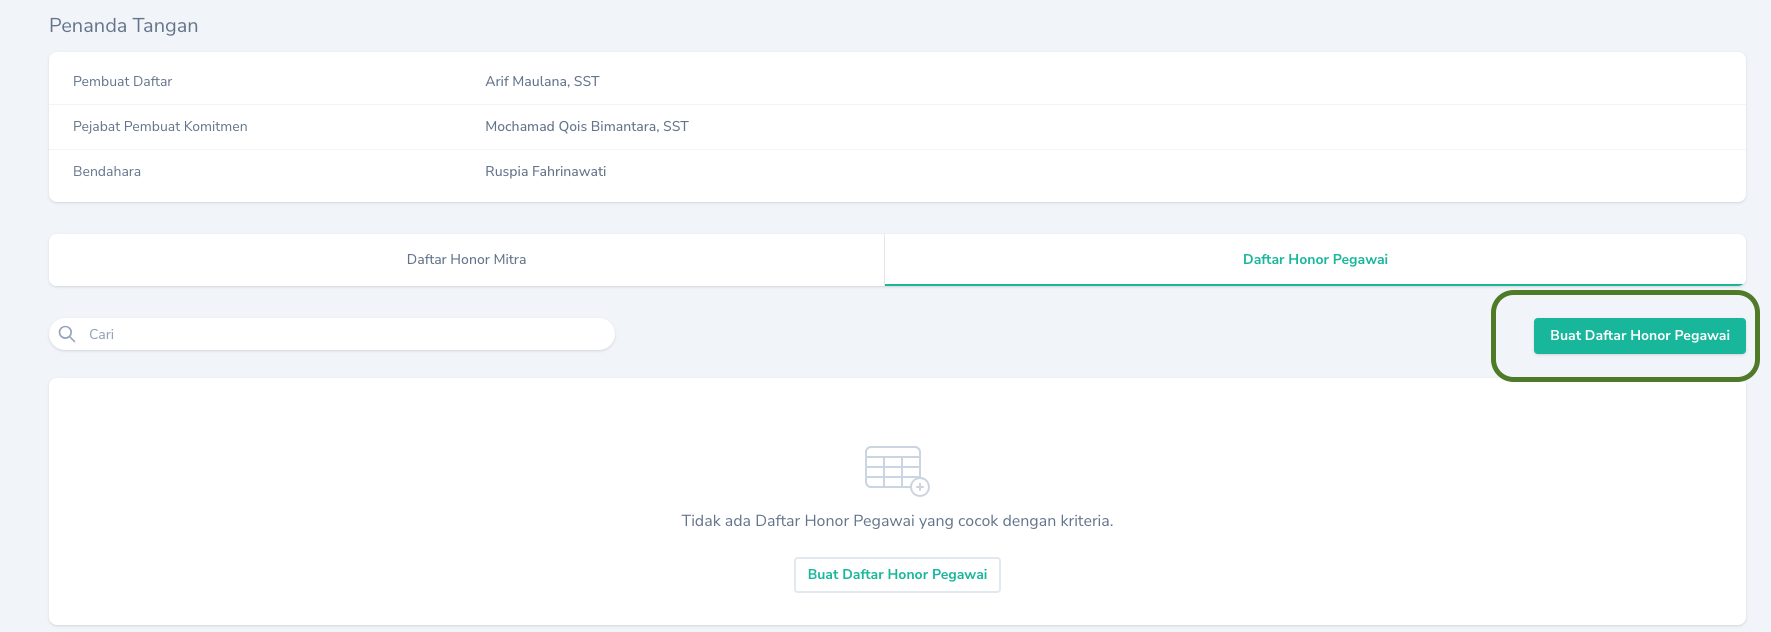 Penanda Tangan
Pembuat Daftar Arif Maulana, SST
Pejabat Pembuat Komitmen Mochamad Qois Bimantara, SST
Bendahara Ruspia Fahrinawati
Daftar Honor Mitra Daftar Honor Pegawai
Cari Buat Daftar Honor Pegawai
Tidak ada Daftar Honor Pegawai yang cocok dengan kriteria.
Buat Daftar Honor Pegawai